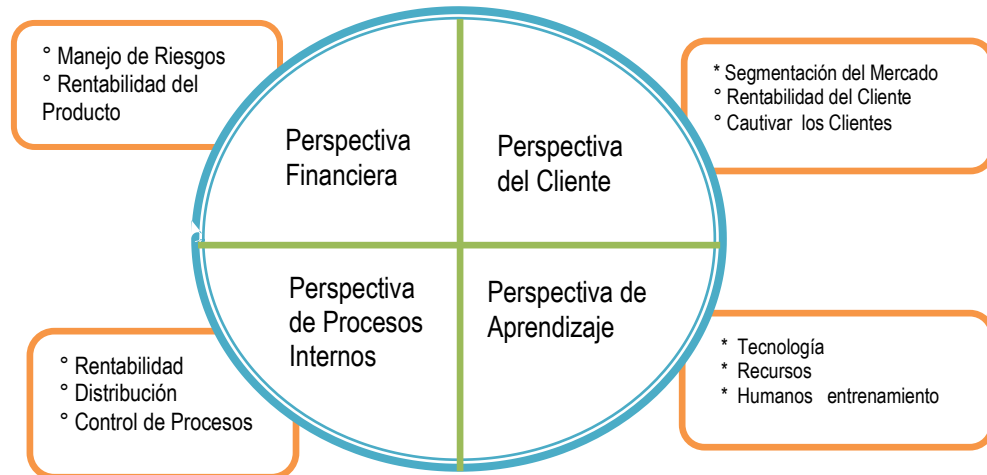 ° Manejo de Riesgos
° Rentabilidad del
Producto
* Segmentación del Mercado
° Rentabilidad del Cliente
° Cautivar los Clientes
Perspectiva
Financiera
Perspectiva
del Cliente
Perspectiva
de Procesos
Internos
Perspectiva de
Aprendizaje
° Rentabilidad
° Distribución
° Control de Procesos
* Tecnología
* Recursos
* Humanos entrenamiento